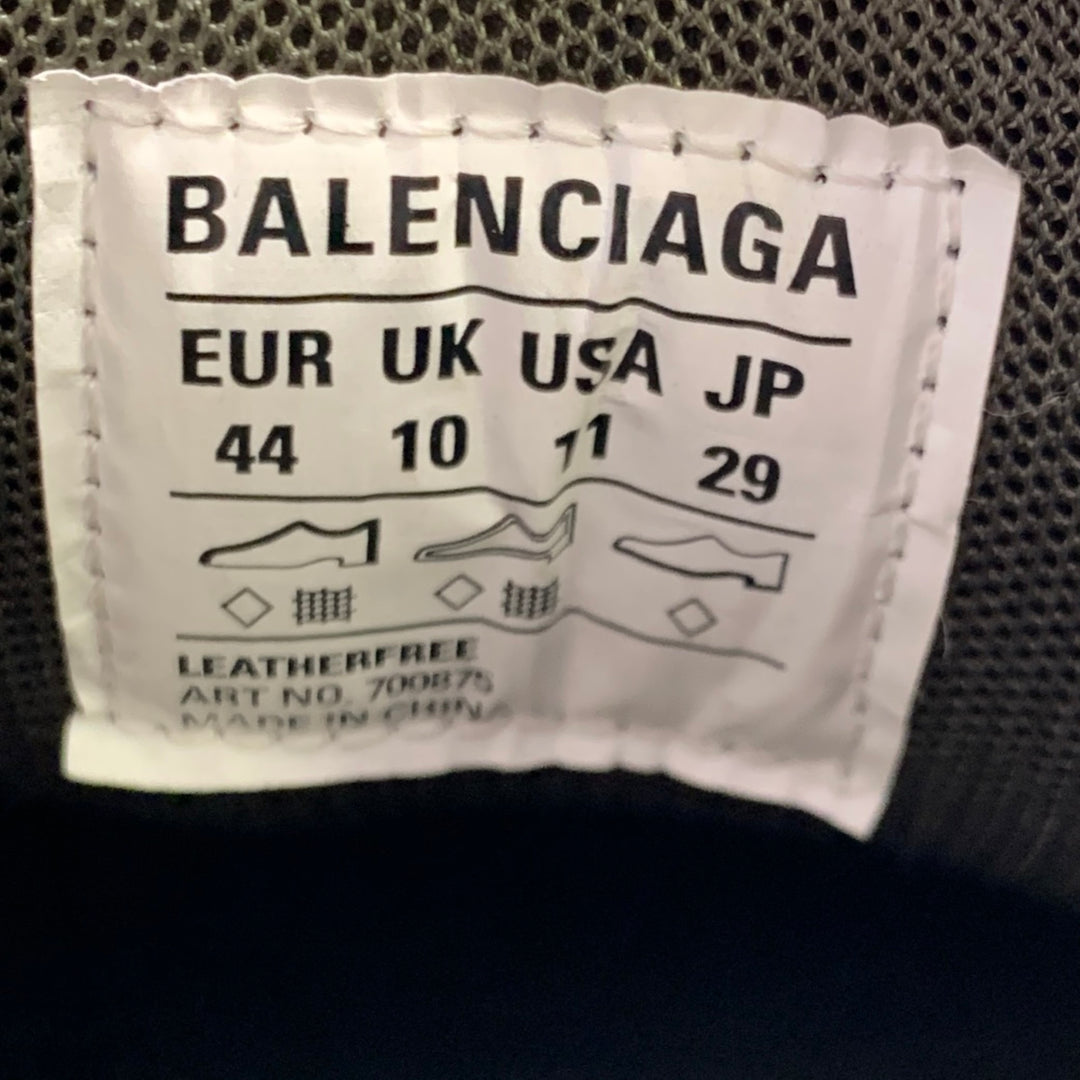 BALENCIAGA
EUR UK USA JP
44 10 11 29
LEATHERFREE
ART NO. 700875
MADE IN CHINA